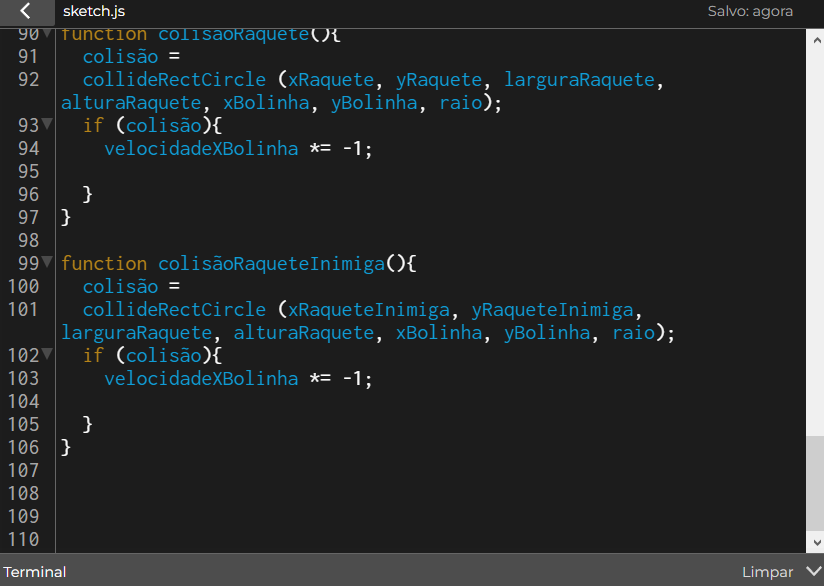 sketch.js
Salvo: agora
90 function colisãoRaquete(){
91 colisão =
92 collideRectCircle (xRaquete, yRaquete, larguraRaquete,
alturaRaquete, xBolinha, yBolinha, raio);
93 if (colisão){
94 velocidadeXBolinha *= -1;
95
96 }
97 }
98
99 function colisãoRaqueteInimiga(){
100 colisão =
101 collideRectCircle (xRaqueteInimiga, yRaqueteInimiga,
larguraRaquete, alturaRaquete, xBolinha, yBolinha, raio);
102 if (colisão){
103 velocidadeXBolinha *= -1;
104
105 }
106 }
107
108
109
110
Terminal
Limpar